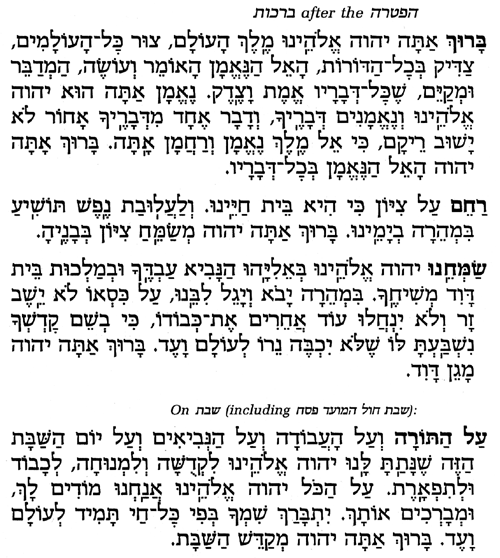 הפטרה after the ברכות
בָּרוּךְ אַתָּה יהוה אֱלֹהֵֽינוּ מֶֽלֶךְ הָעוֹלָם, צוּר כָּל־הָעוֹלָמִים,
צַדִּיק בְּכָל־הַדּוֹרוֹת, הָאֵל הַנֶּאֱמָן הָאוֹמֵר וְעוֹשֶׂה, הַמְדַבֵּר
וּמְקַיֵּם, שֶׁכָּל־דְּבָרָיו אֱמֶת וָצֶֽדֶק. נֶאֱמָן אַתָּה הוּא יהוה
אֱלֹהֵֽינוּ וְנֶאֱמָנִים דְּבָרֶֽיךָ, וְדָבָר אֶחָד מִדְּבָרֶֽיךָ אָחוֹר לֹא
יָשׁוּב רֵיקָם, כִּי אֵל מֶֽלֶךְ נֶאֱמָן וְרַחֲמָן אָֽתָּה. בָּרוּךְ אַתָּה
יהוה הָאֵל הַנֶּאֱמָן בְּכָל־דְּבָרָיו.
רַחֵם עַל צִיּוֹן כִּי הִיא בֵּית חַיֵּֽינוּ. וְלַעֲלֽוּבַת נֶֽפֶשׁ תּוֹשִֽׁיעַ
בִּמְהֵרָה בְיָמֵֽינוּ. בָּרוּךְ אַתָּה יהוה מְשַׂמֵּֽחַ צִיּוֹן בְּבָנֶֽיהָ.
שַׂמְּחֵֽנוּ יהוה אֱלֹהֵֽינוּ בְּאֵלִיָּֽהוּ הַנָּבִיא עַבְדֶּֽךָ וּבְמַלְכוּת בֵּית
דָּוִד מְשִׁיחֶֽךָ. בִּמְהֵרָה יָבֹא וְיָגֵל לִבֵּֽנוּ, עַל כִּסְאוֹ לֹא יֵֽשֶׁב
זָר וְלֹא יִנְחֲלוּ עוֹד אֲחֵרִים אֶת־כְּבוֹדוֹ, כִּי בְשֵׁם קָדְשְׁךָ
נִשְׁבַּֽעְתָּ לּוֹ שֶׁלֹּא יִכְבֶּה נֵרוֹ לְעוֹלָם וָעֶד. בָּרוּךְ אַתָּה יהוה
מָגֵן דָּוִד.
On שבת (including שבת חול המועד פסח):
עַל הַתּוֹרָה וְעַל הָעֲבוֹדָה וְעַל הַנְּבִיאִים וְעַל יוֹם הַשַּׁבָּת
הַזֶּה שֶׁנָּתַֽתָּ לָּֽנוּ יהוה אֱלֹהֵֽינוּ לִקְדֻשָּׁה וְלִמְנוּחָה, לְכָבוֹד
וּלְתִפְאָֽרֶת. עַל הַכֹּל יהוה אֱלֹהֵֽינוּ אֲנַֽחְנוּ מוֹדִים לָךְ,
וּמְבָרְכִים אוֹתָךְ. יִתְבָּרַךְ שִׁמְךָ בְּפִי כָּל־חַי תָּמִיד לְעוֹלָם
וָעֶד. בָּרוּךְ אַתָּה יהוה מְקַדֵּשׁ הַשַּׁבָּת.